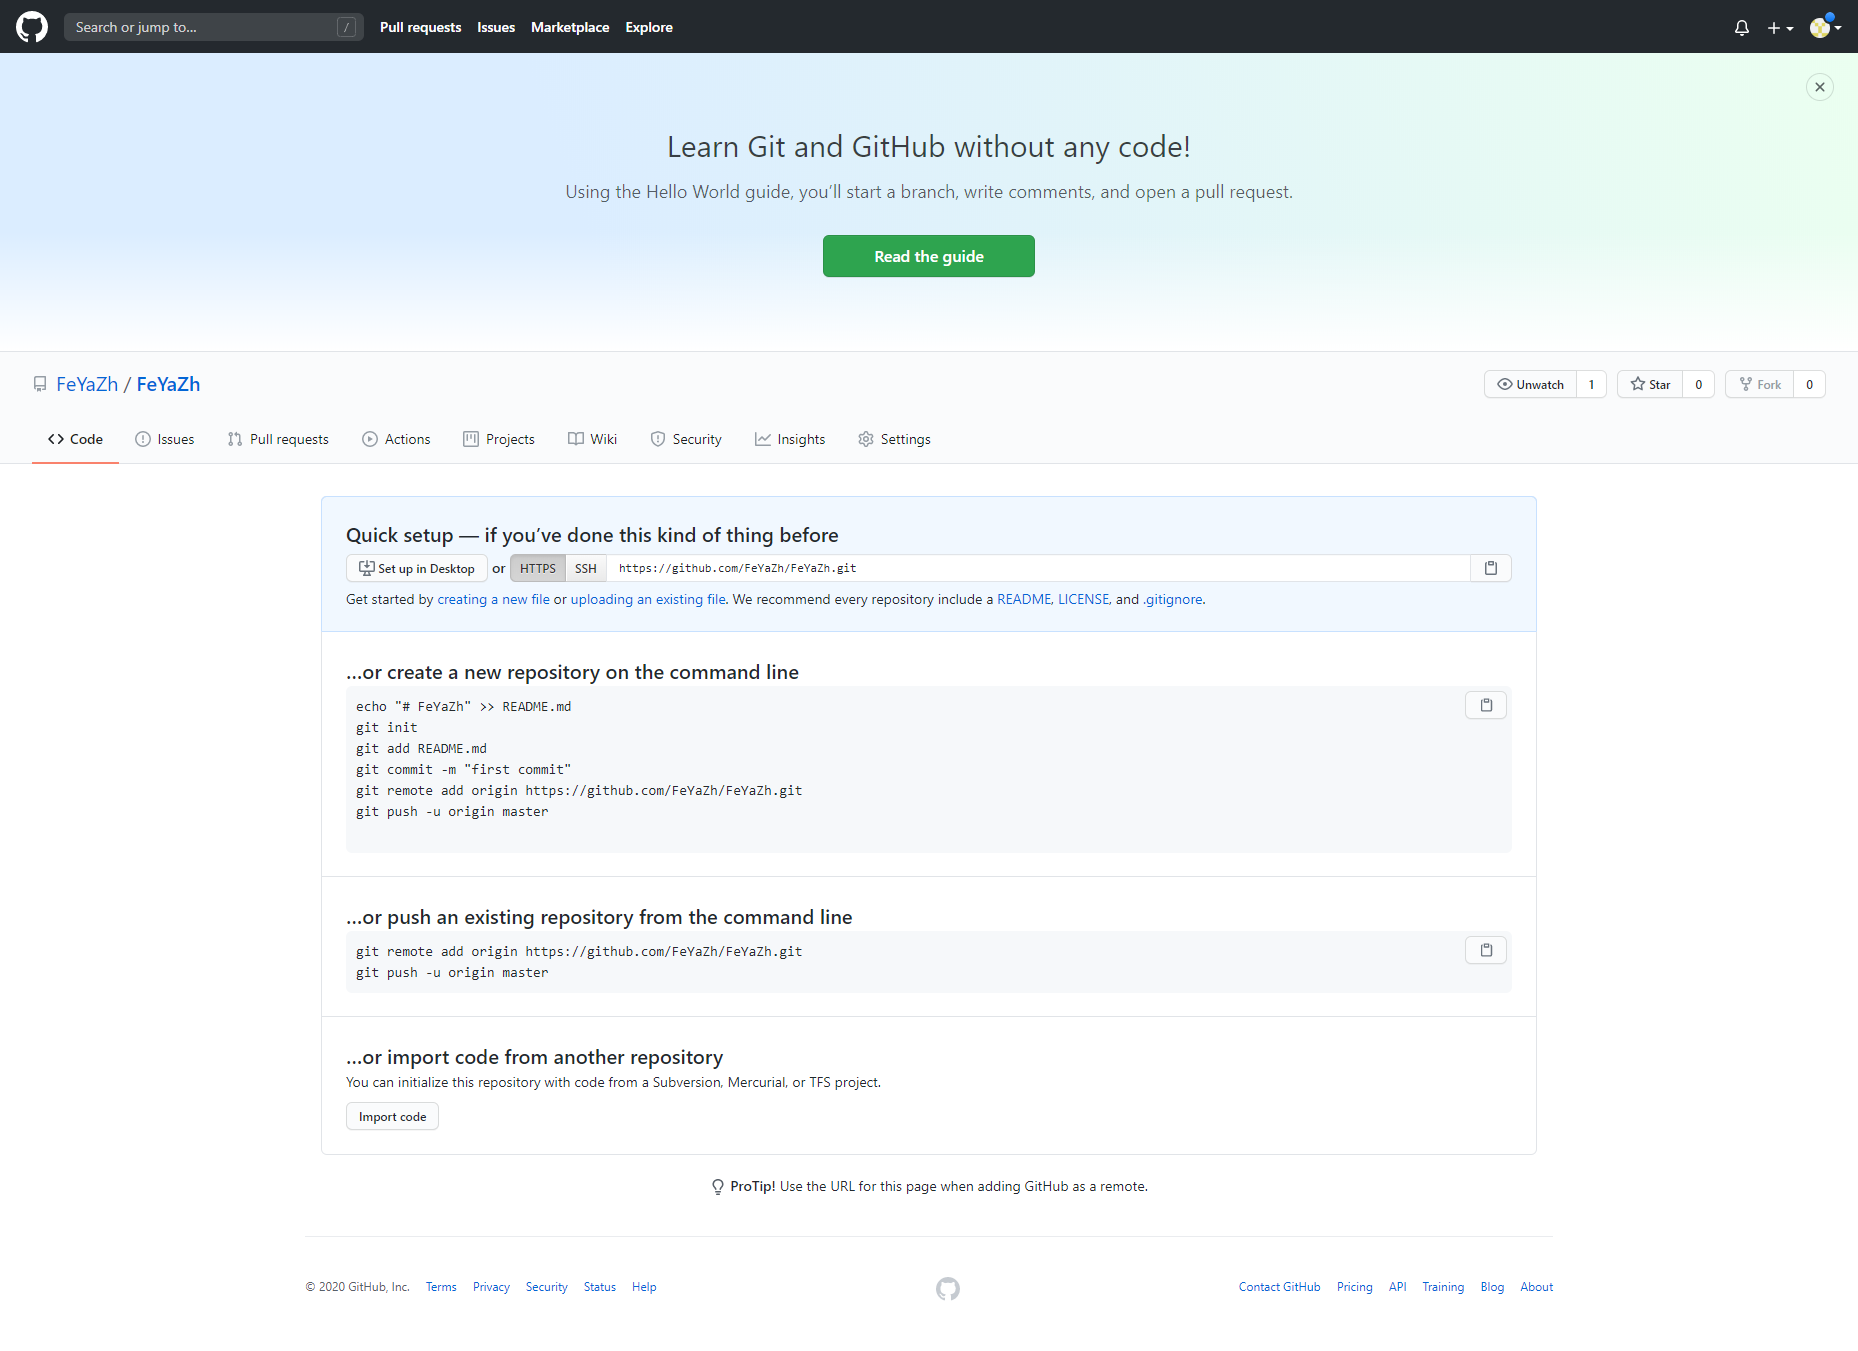 Search or jump to... /
Pull requests
Issues
Marketplace
Explore
Learn Git and GitHub without any code!
Using the Hello World guide, you’ll start a branch, write comments, and open a pull request.
Read the guide
FeYaZh / FeYaZh
Unwatch 1
Star 0
Fork 0
Code
Issues
Pull requests
Actions
Projects
Wiki
Security
Insights
Settings
Quick setup — if you’ve done this kind of thing before
Set up in Desktop or HTTPS SSH https://github.com/FeYaZh/FeYaZh.git
Get started by creating a new file or uploading an existing file. We recommend every repository include a README, LICENSE, and .gitignore.
…or create a new repository on the command line
echo "# FeYaZh" >> README.md
git init
git add README.md
git commit -m "first commit"
git remote add origin https://github.com/FeYaZh/FeYaZh.git
git push -u origin master
…or push an existing repository from the command line
git remote add origin https://github.com/FeYaZh/FeYaZh.git
git push -u origin master
…or import code from another repository
You can initialize this repository with code from a Subversion, Mercurial, or TFS project.
Import code
ProTip! Use the URL for this page when adding GitHub as a remote.
© 2020 GitHub, Inc.
Terms
Privacy
Security
Status
Help
Contact GitHub
Pricing
API
Training
Blog
About